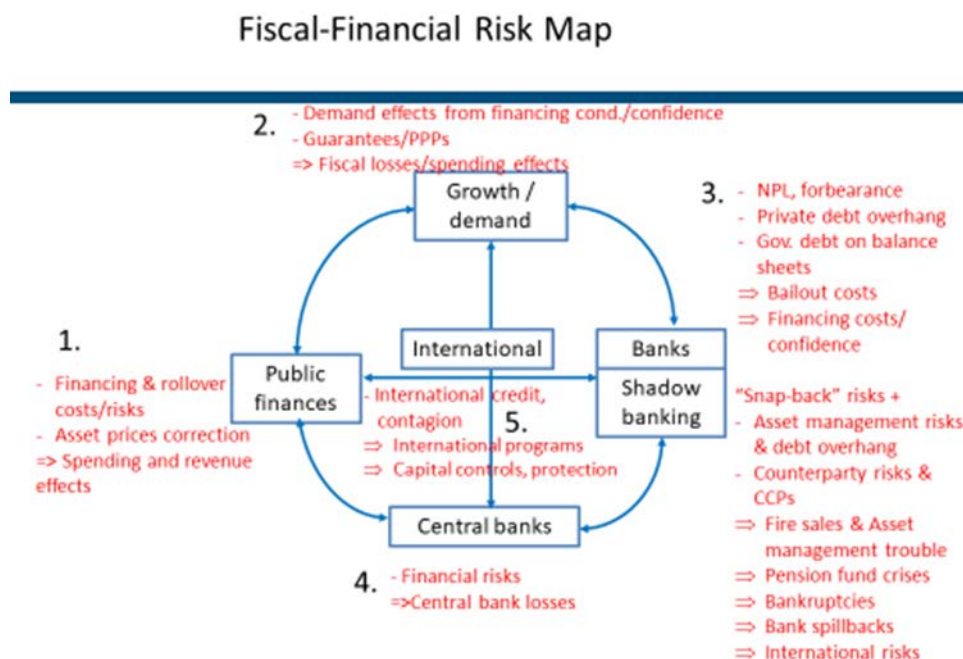 Fiscal-Financial Risk Map
2.
- Demand effects from financing cond./confidence
- Guarantees/PPPs
=> Fiscal losses/spending effects
Growth /
demand
3.
- NPL, forbearance
- Private debt overhang
- Gov. debt on balance
sheets
⇒ Bailout costs
⇒ Financing costs/
confidence
1.
- Financing & rollover
costs/risks
- Asset prices correction
=> Spending and revenue
effects
Public
finances
International
Banks
Shadow
banking
- International credit,
contagion
5.
⇒ International programs
⇒ Capital controls, protection
"Snap-back" risks +
- Asset management risks
& debt overhang
- Counterparty risks &
CCPs
⇒ Fire sales & Asset
management trouble
⇒ Pension fund crises
⇒ Bankruptcies
⇒ Bank spillbacks
⇒ International risks
Central banks
4.
- Financial risks
=>Central bank losses